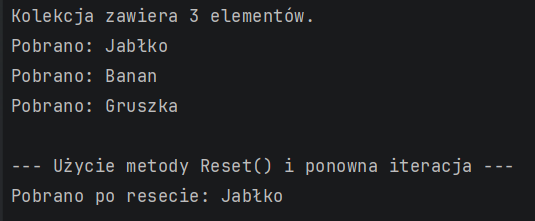 Kolekcja zawiera 3 elementów.
Pobrano: Jabłko
Pobrano: Banan
Pobrano: Gruszka
--- Użycie metody Reset() i ponowna iteracja ---
Pobrano po resecie: Jabłko